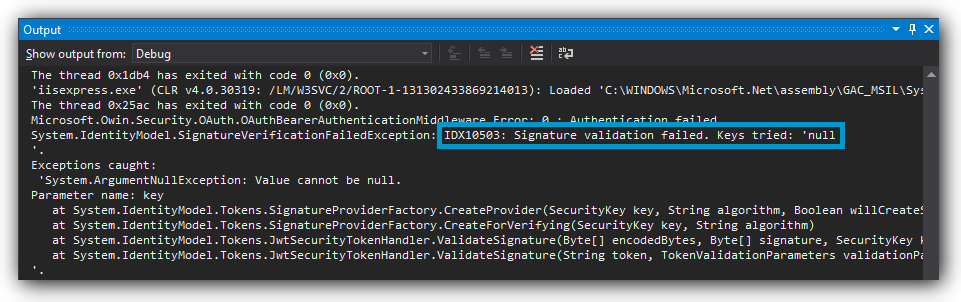 Output
Show output from: Debug
The thread 0x1db4 has exited with code 0 (0x0).
'iisexpress.exe' (CLR v4.0.30319: /LM/W3SVC/2/ROOT-1-131302433869214013): Loaded 'C:\WINDOWS\Microsoft.Net\assembly\GAC_MSIL\Sys
The thread 0x25ac has exited with code 0 (0x0).
Microsoft.Owin.Security.OAuth.OAuthBearerAuthenticationMiddleware Error: 0 : Authentication failed
System.IdentityModel.SignatureVerificationFailedException: IDX10503: Signature validation failed. Keys tried: 'null
'.
Exceptions caught:
'System.ArgumentNullException: Value cannot be null.
Parameter name: key
at System.IdentityModel.Tokens.SignatureProviderFactory.CreateProvider(SecurityKey key, String algorithm, Boolean willCreateS
at System.IdentityModel.Tokens.SignatureProviderFactory.CreateForVerifying(SecurityKey key, String algorithm)
at System.IdentityModel.Tokens.JwtSecurityTokenHandler.ValidateSignature(Byte[] encodedBytes, Byte[] signature, SecurityKey k
at System.IdentityModel.Tokens.JwtSecurityTokenHandler.ValidateSignature(String token, TokenValidationParameters validationPa
'.